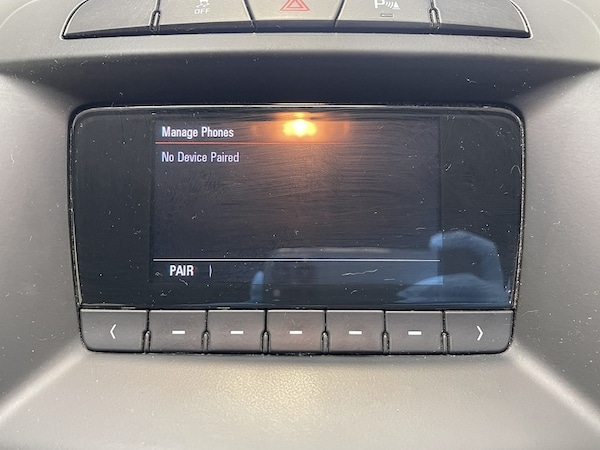 OFF
P
Manage Phones
No Device Paired
PAIR